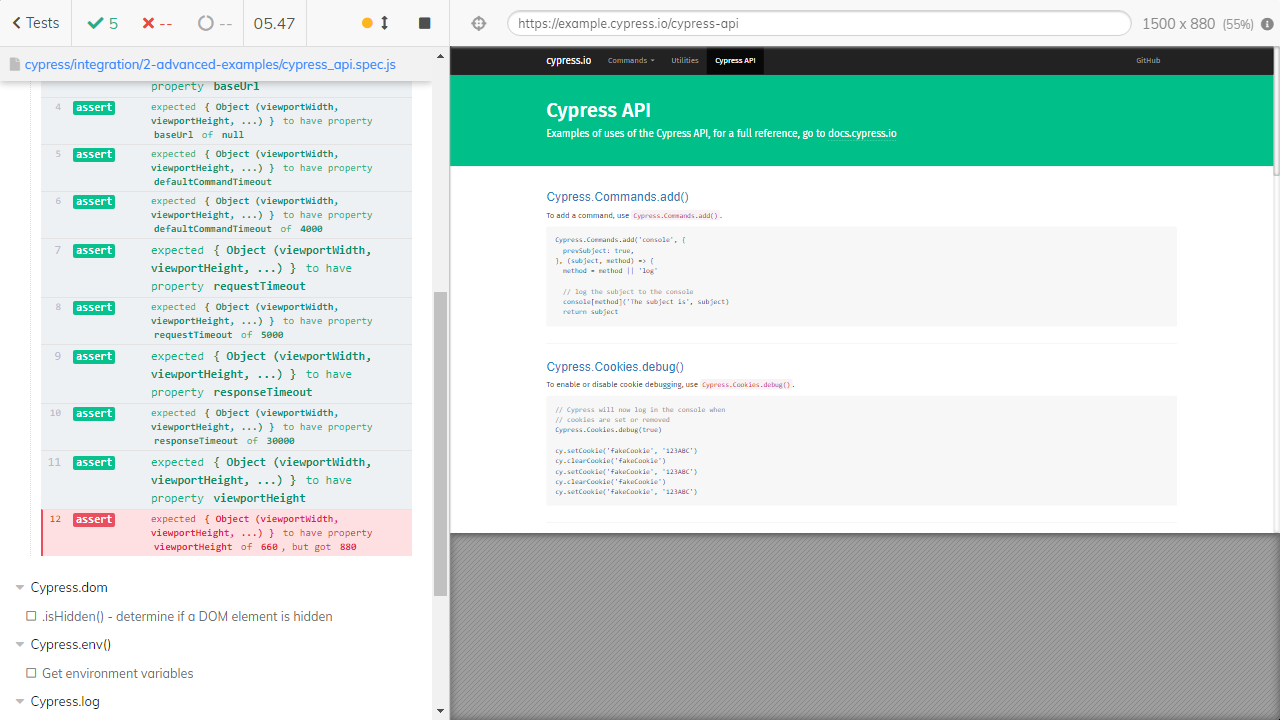 Tests
5
--
--
05.47
https://example.cypress.io/cypress-api
1500 x 880 (55%)
cypress/integration/2-advanced-examples/cypress_api.spec.js
property baseUrl
4 assert expected { Object (viewportWidth,
viewportHeight, ...) } to have property
baseUrl of null
5 assert expected { Object (viewportWidth,
viewportHeight, ...) } to have property
defaultCommandTimeout
6 assert expected { Object (viewportWidth,
viewportHeight, ...) } to have property
defaultCommandTimeout of 4000
7 assert expected { Object (viewportWidth,
viewportHeight, ...) } to have
property requestTimeout
8 assert expected { Object (viewportWidth,
viewportHeight, ...) } to have property
requestTimeout of 5000
9 assert expected { Object (viewportWidth,
viewportHeight, ...) } to have
property responseTimeout
10 assert expected { Object (viewportWidth,
viewportHeight, ...) } to have property
responseTimeout of 30000
11 assert expected { Object (viewportWidth,
viewportHeight, ...) } to have
property viewportHeight
12 assert expected { Object (viewportWidth,
viewportHeight, ...) } to have property
viewportHeight of 660, but got 880
Cypress.dom
.isHidden() - determine if a DOM element is hidden
Cypress.env()
Get environment variables
Cypress.log
cypress.io Commands Utilities Cypress API GitHub
Cypress API
Examples of uses of the Cypress API, for a full reference, go to docs.cypress.io
Cypress.Commands.add()
To add a command, use Cypress.Commands.add().
Cypress.Commands.add('console', {
prevSubject: true,
}, (subject, method) => {
method = method || 'log'
// log the subject to the console
console[method]('The subject is', subject)
return subject
Cypress.Cookies.debug()
To enable or disable cookie debugging, use Cypress.Cookies.debug().
// Cypress will now log in the console when
// cookies are set or removed
Cypress.Cookies.debug(true)
cy.setCookie('fakeCookie', '123ABC')
cy.clearCookie('fakeCookie')
cy.setCookie('fakeCookie', '123ABC')
cy.clearCookie('fakeCookie')
cy.setCookie('fakeCookie', '123ABC')